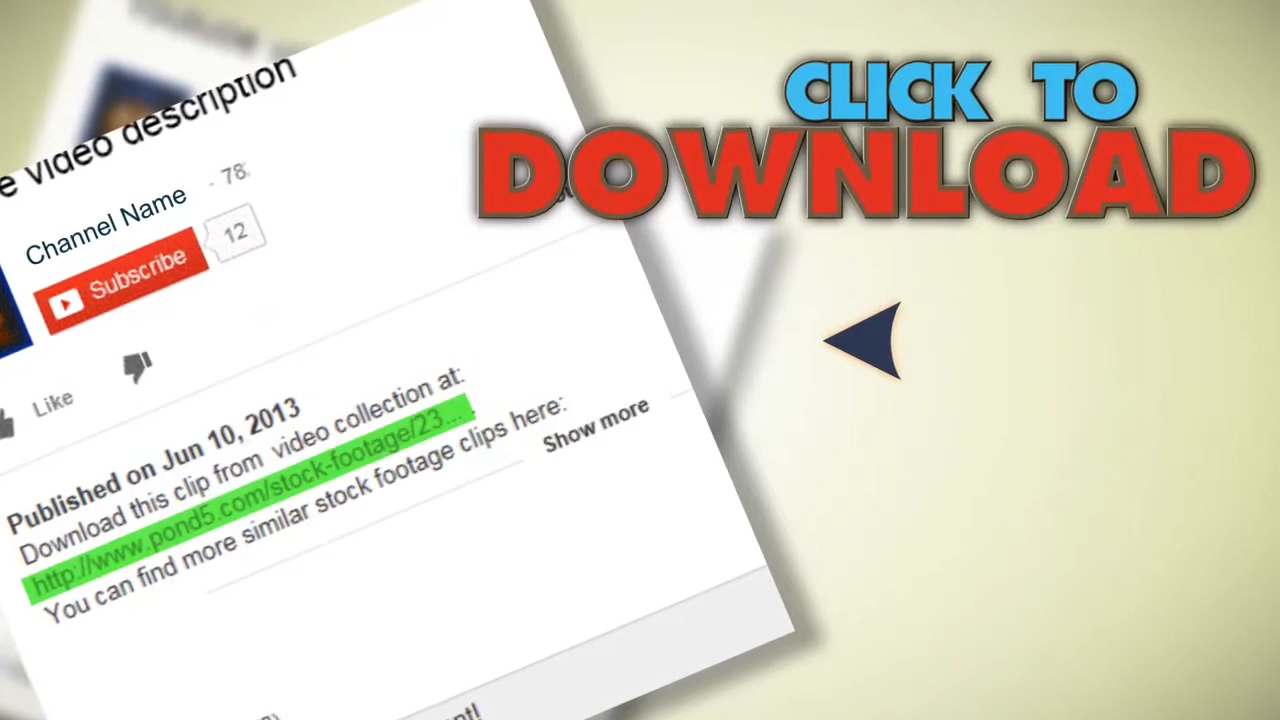 CLICK TO
DOWNLOAD
e video description
Channel Name
- 78
Subscribe
12
Like
Published on Jun 10, 2013
Download this clip from video collection at:
http://www.pond5.com/stock-footage/23... .
You can find more similar stock footage clips here:
Show more